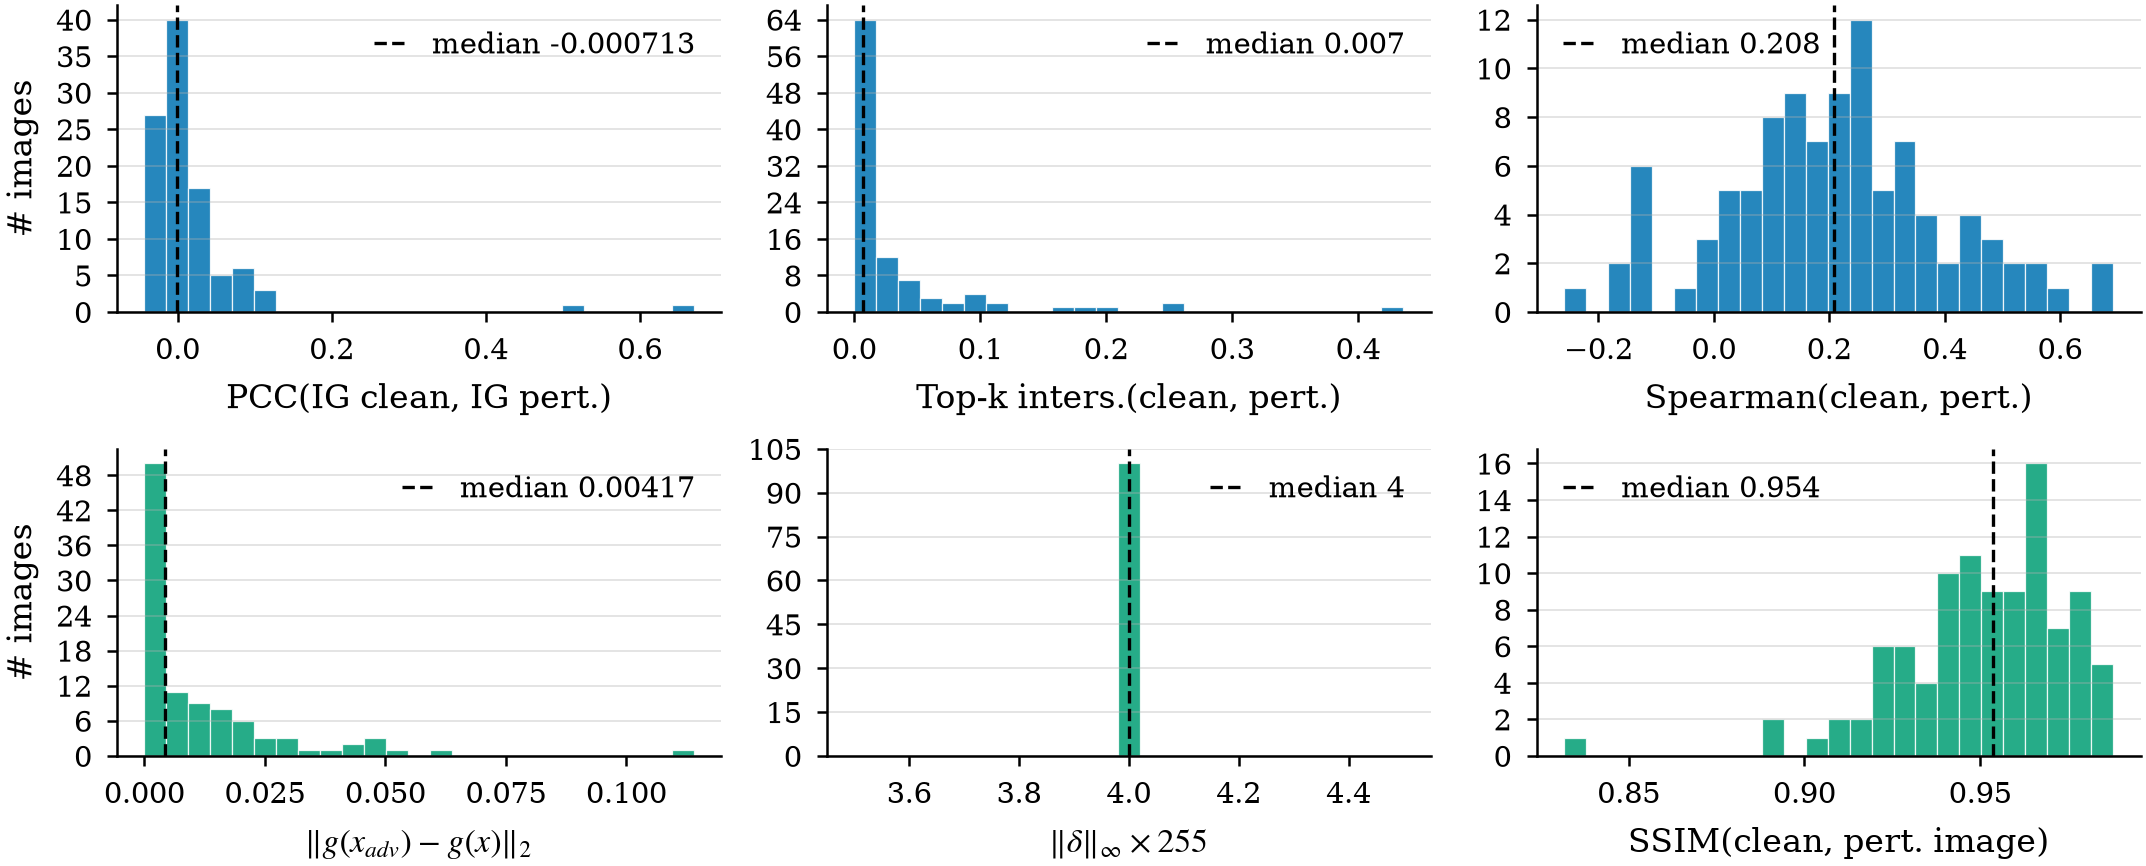 # images
40
35
30
25
20
15
10
5
0
median -0.000713
0.0 0.2 0.4 0.6
PCC(IG clean, IG pert.)
64
56
48
40
32
24
16
8
0
median 0.007
0.0 0.1 0.2 0.3 0.4
Top-k inters.(clean, pert.)
12
10
8
6
4
2
0
median 0.208
−0.2 0.0 0.2 0.4 0.6
Spearman(clean, pert.)
# images
48
42
36
30
24
18
12
6
0
median 0.00417
0.000 0.025 0.050 0.075 0.100
‖g(x_adv) − g(x)‖₂
105
90
75
60
45
30
15
0
median 4
3.6 3.8 4.0 4.2 4.4
‖δ‖∞ × 255
16
14
12
10
8
6
4
2
0
median 0.954
0.85 0.90 0.95
SSIM(clean, pert. image)